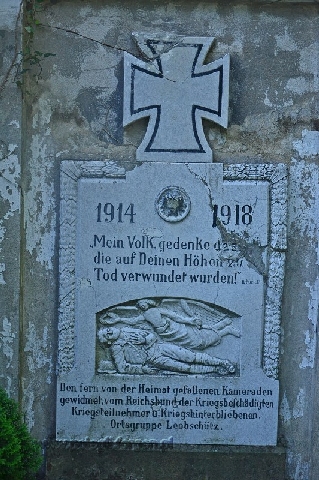 1914 1918
„Mein Volk, gedenke das
die auf Deinen Höhen zu
Tod verwundet wurden!"
Den fern von der Heimat gefallenen Kameraden
gewidmet vom Reichsbund der Kriegsbeschädigten
Kriegsteilnehmer u. Kriegshinterbliebenen.
Ortsgruppe Leobschütz.